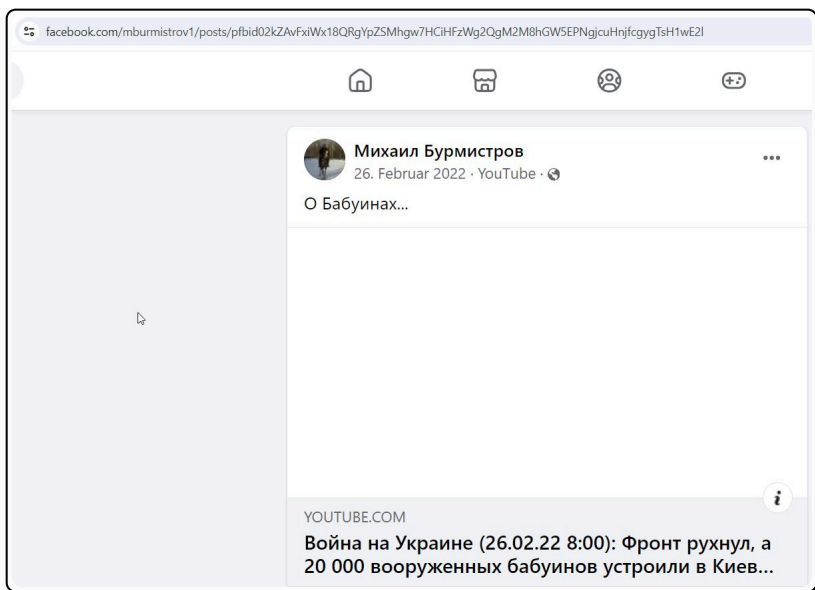 facebook.com/mburmistrov1/posts/pfbid02kZAvFxiWx18QRgYpZSMhgw7HCiHFzWg2QgM2M8hGW5EPNgjcuHnjfcgygTsH1wE2l
Михаил Бурмистров
26. Februar 2022 · YouTube ·
О Бабуинах...
YOUTUBE.COM
Война на Украине (26.02.22 8:00): Фронт рухнул, а
20 000 вооруженных бабуинов устроили в Киев...